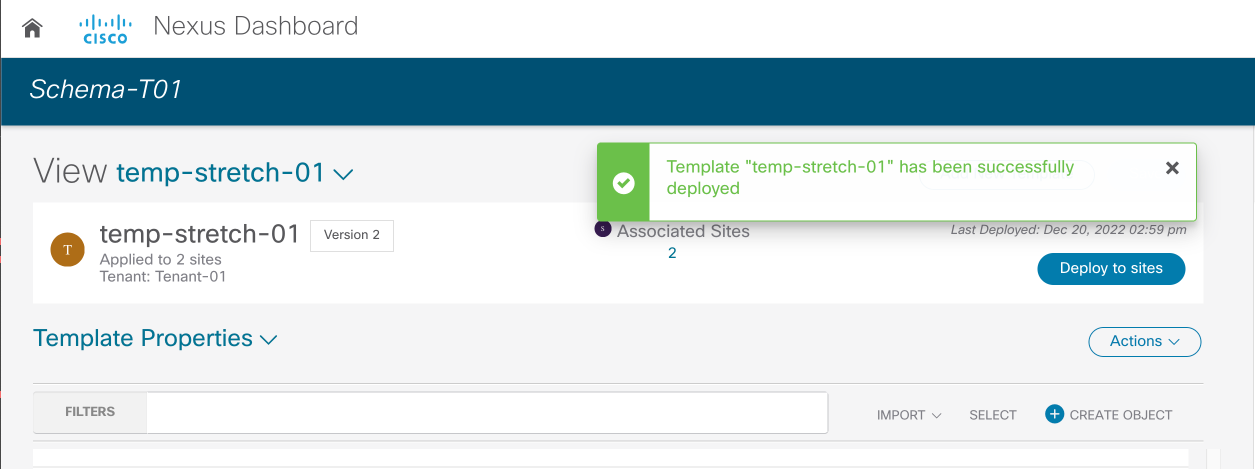 CISCO Nexus Dashboard
Schema-T01
View temp-stretch-01
Template "temp-stretch-01" has been successfully
deployed
T
temp-stretch-01 Version 2
Applied to 2 sites
Tenant: Tenant-01
S Associated Sites
2
Last Deployed: Dec 20, 2022 02:59 pm
Deploy to sites
Template Properties
Actions
FILTERS
IMPORT SELECT CREATE OBJECT